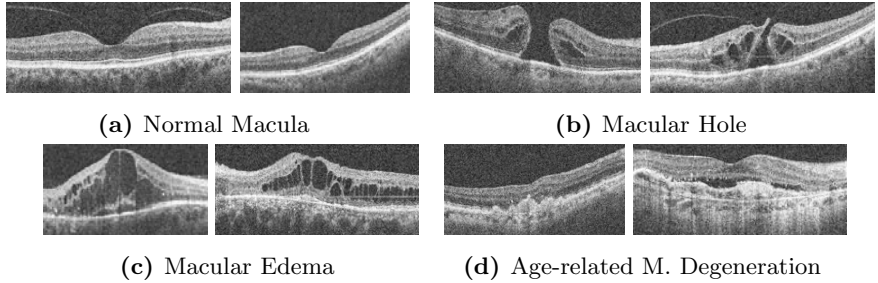 (a) Normal Macula
(b) Macular Hole
(c) Macular Edema
(d) Age-related M. Degeneration